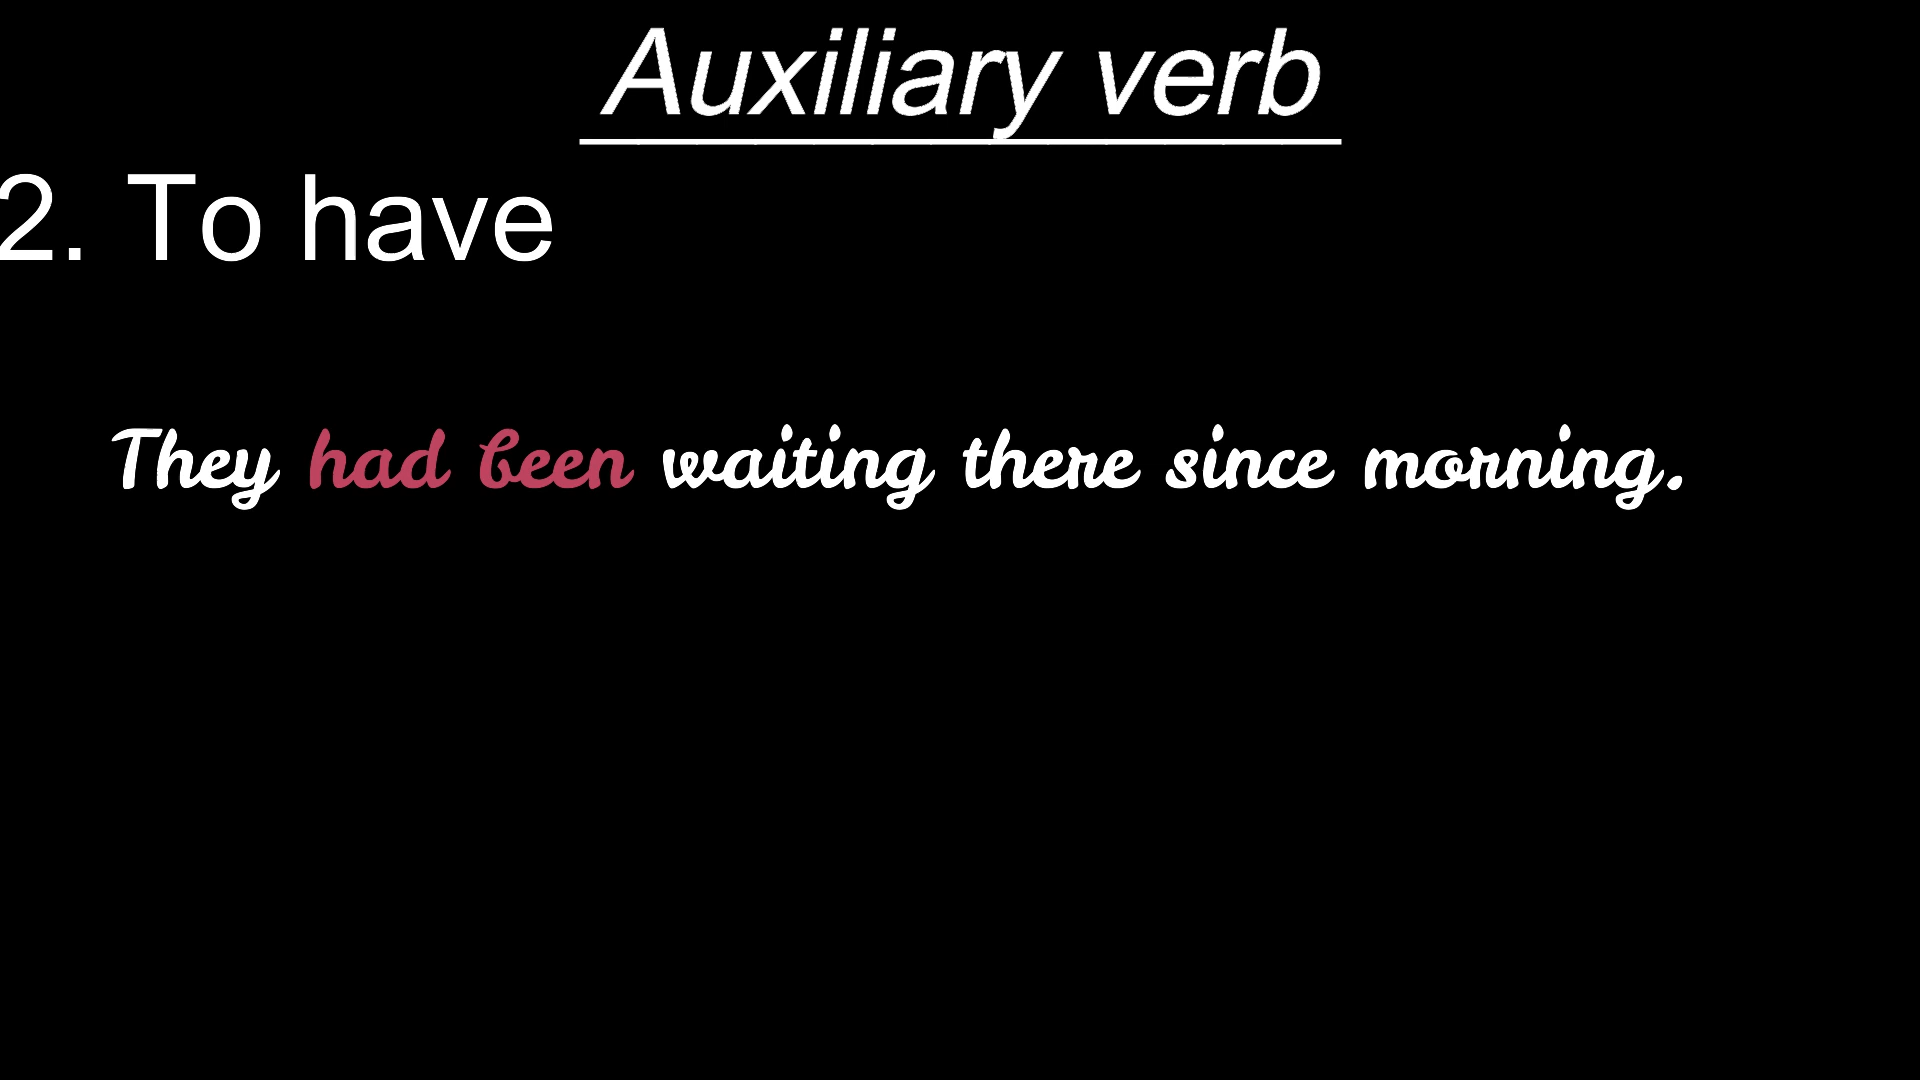 Auxiliary verb
2. To have
They had been waiting there since morning.